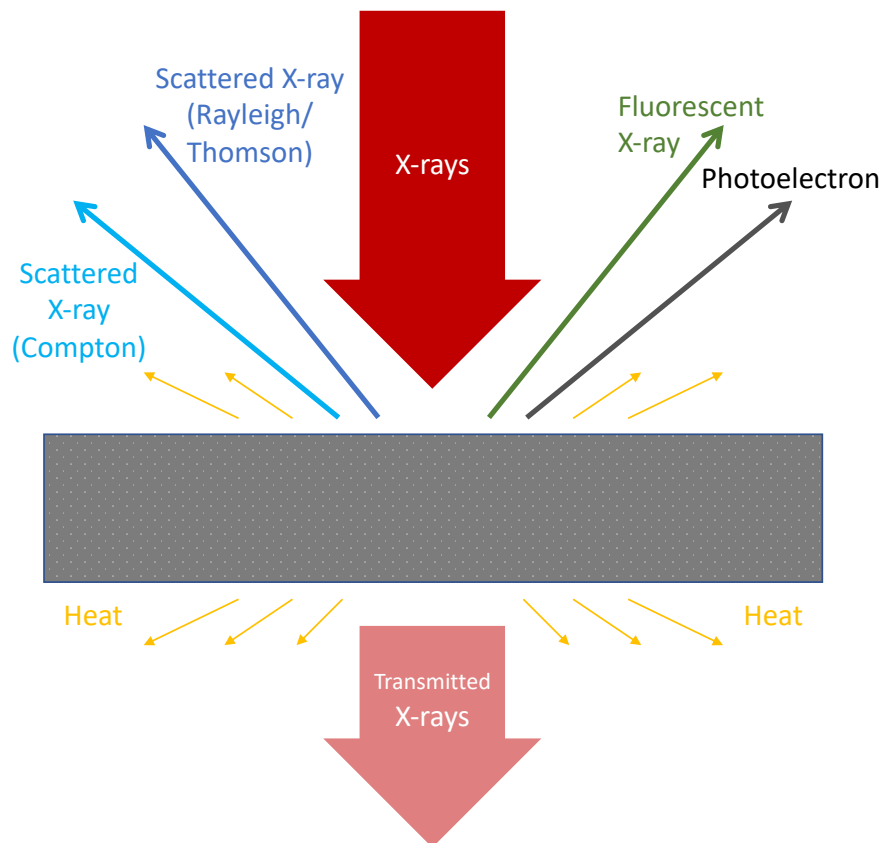 Scattered X-ray
(Rayleigh/
Thomson)
X-rays
Fluorescent
X-ray
Photoelectron
Scattered
X-ray
(Compton)
Heat
Heat
Transmitted
X-rays